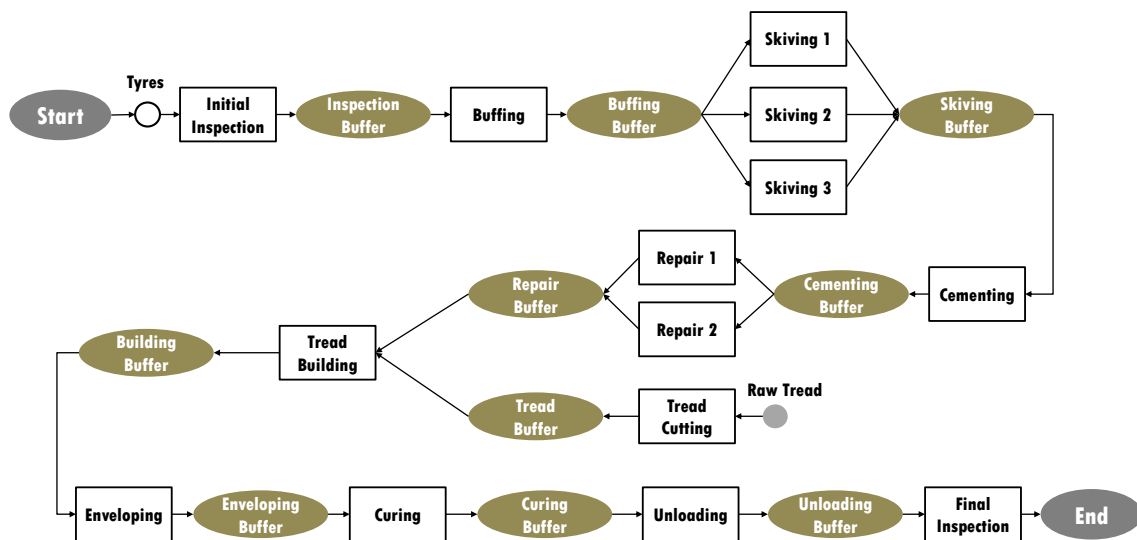 Start
Tyres
Initial
Inspection
Inspection
Buffer
Buffing
Buffing
Buffer
Skiving 1
Skiving 2
Skiving 3
Skiving
Buffer
Cementing
Cementing
Buffer
Repair 1
Repair 2
Repair
Buffer
Raw Tread
Tread
Cutting
Tread
Buffer
Tread
Building
Building
Buffer
Enveloping
Enveloping
Buffer
Curing
Curing
Buffer
Unloading
Unloading
Buffer
Final
Inspection
End